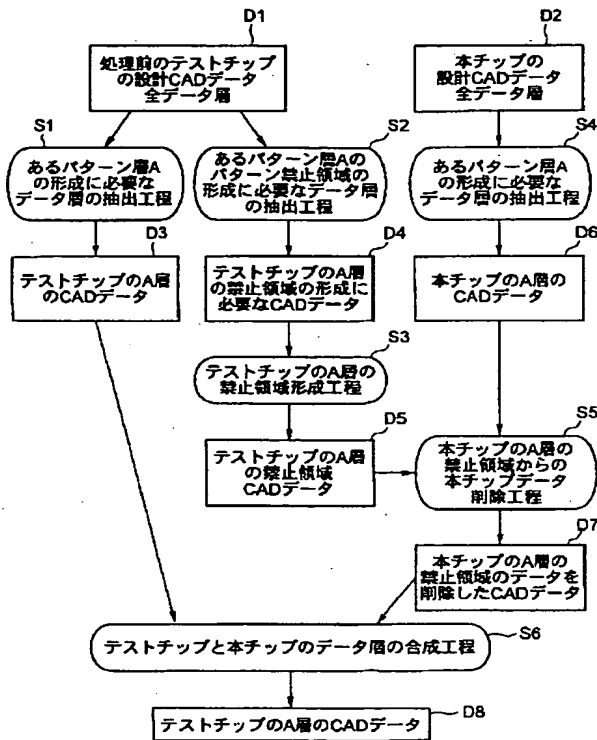 D1
処理前のテストチップ
の設計CADデータ
全データ層
D2
本チップの
設計CADデータ
全データ層
S1
あるパターン層A
の形成に必要な
データ層の抽出工程
S2
あるパターン層Aの
パターン禁止領域の
形成に必要なデータ層
の抽出工程
S4
あるパターン層A
の形成に必要な
データ層の抽出工程
D3
テストチップのA層
のCADデータ
D4
テストチップのA層
の禁止領域の形成に
必要なCADデータ
D6
本チップのA層の
CADデータ
S3
テストチップのA層の
禁止領域形成工程
D5
テストチップのA層
の禁止領域
CADデータ
S5
本チップのA層の
禁止領域からの
本チップデータ
削除工程
D7
本チップのA層の
禁止領域のデータを
削除したCADデータ
テストチップと本チップのデータ層の合成工程
S6
テストチップのA層のCADデータ
D8